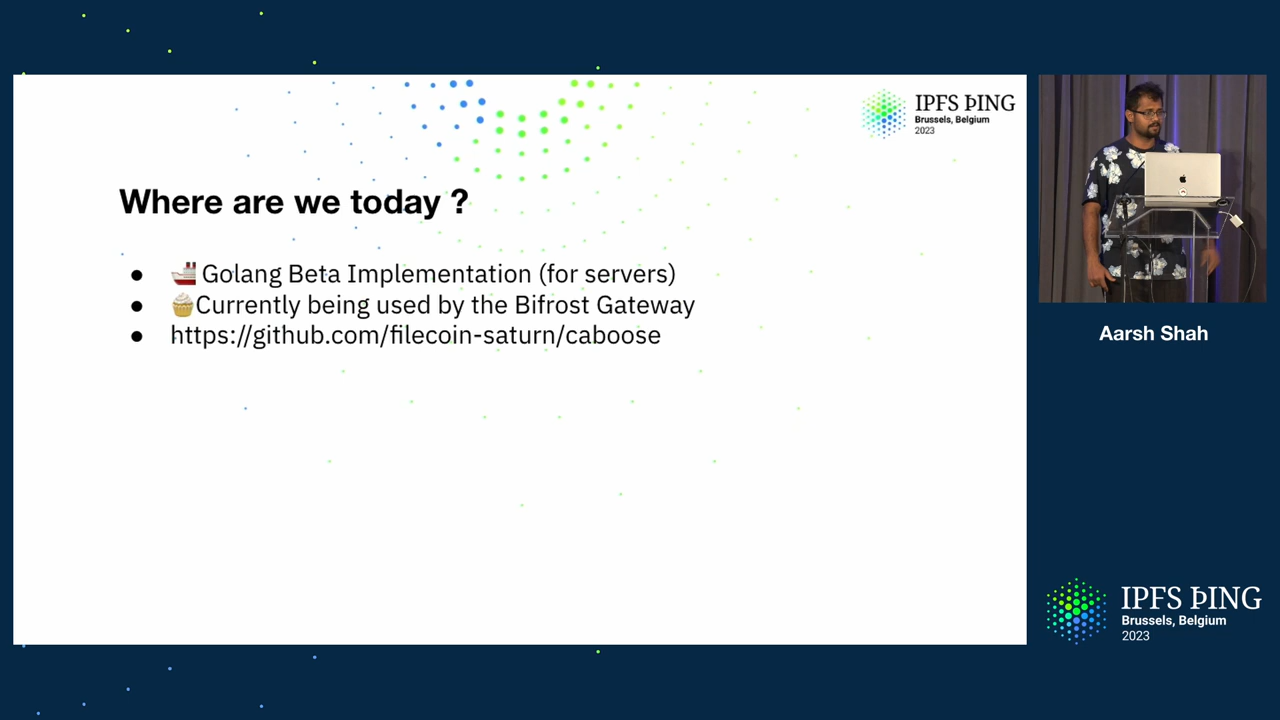 IPFS ÞING
Brussels, Belgium
2023
Where are we today ?
● 🚢 Golang Beta Implementation (for servers)
● 🧁Currently being used by the Bifrost Gateway
● https://github.com/filecoin-saturn/caboose
Aarsh Shah
IPFS ÞING
Brussels, Belgium
2023